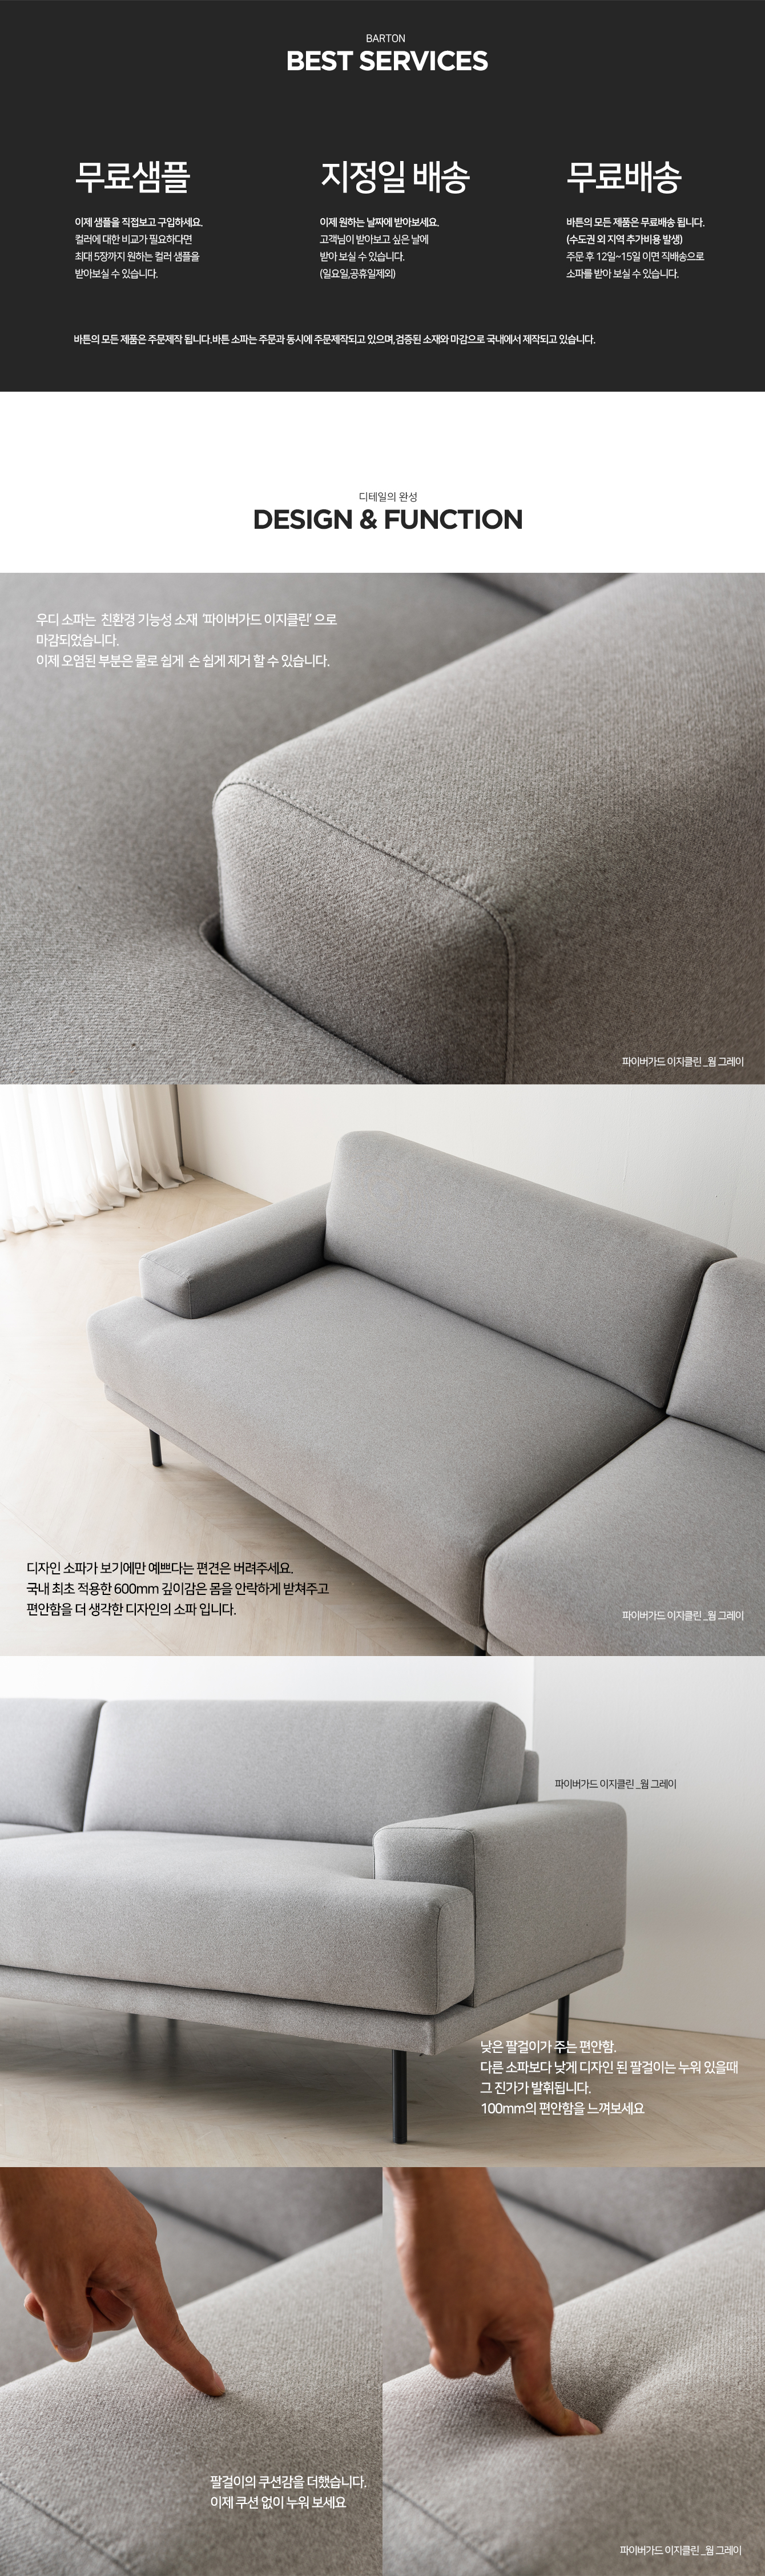 BARTON
BEST SERVICES
무료샘플
이제 샘플을 직접보고 구입하세요.
컬러에 대한 비교가 필요하다면
최대 5장까지 원하는 컬러 샘플을
받아보실 수 있습니다.
지정일 배송
이제 원하는 날짜에 받아보세요.
고객님이 받아보고 싶은 날에
받아 보실 수 있습니다.
(일요일,공휴일제외)
무료배송
바튼의 모든 제품은 무료배송 됩니다.
(수도권 외 지역 추가비용 발생)
주문 후 12일~15일 이면 직배송으로
소파를 받아 보실 수 있습니다.
바튼의 모든 제품은 주문제작 됩니다.바튼 소파는 주문과 동시에 주문제작되고 있으며,검증된 소재와 마감으로 국내에서 제작되고 있습니다.
디테일의 완성
DESIGN & FUNCTION
우디 소파는 친환경 기능성 소재 '파이버가드 이지클린' 으로
마감되었습니다.
이제 오염된 부분은 물로 쉽게 손 쉽게 제거 할 수 있습니다.
파이버가드 이지클린 _웜 그레이
디자인 소파가 보기에만 예쁘다는 편견은 버려주세요.
국내 최초 적용한 600mm 깊이감은 몸을 안락하게 받쳐주고
편안함을 더 생각한 디자인의 소파 입니다.
파이버가드 이지클린 _웜 그레이
파이버가드 이지클린 _웜 그레이
낮은 팔걸이가 주는 편안함.
다른 소파보다 낮게 디자인 된 팔걸이는 누워 있을때
그 진가가 발휘됩니다.
100mm의 편안함을 느껴보세요
팔걸이의 쿠션감을 더했습니다.
이제 쿠션 없이 누워 보세요
파이버가드 이지클린 _웜 그레이